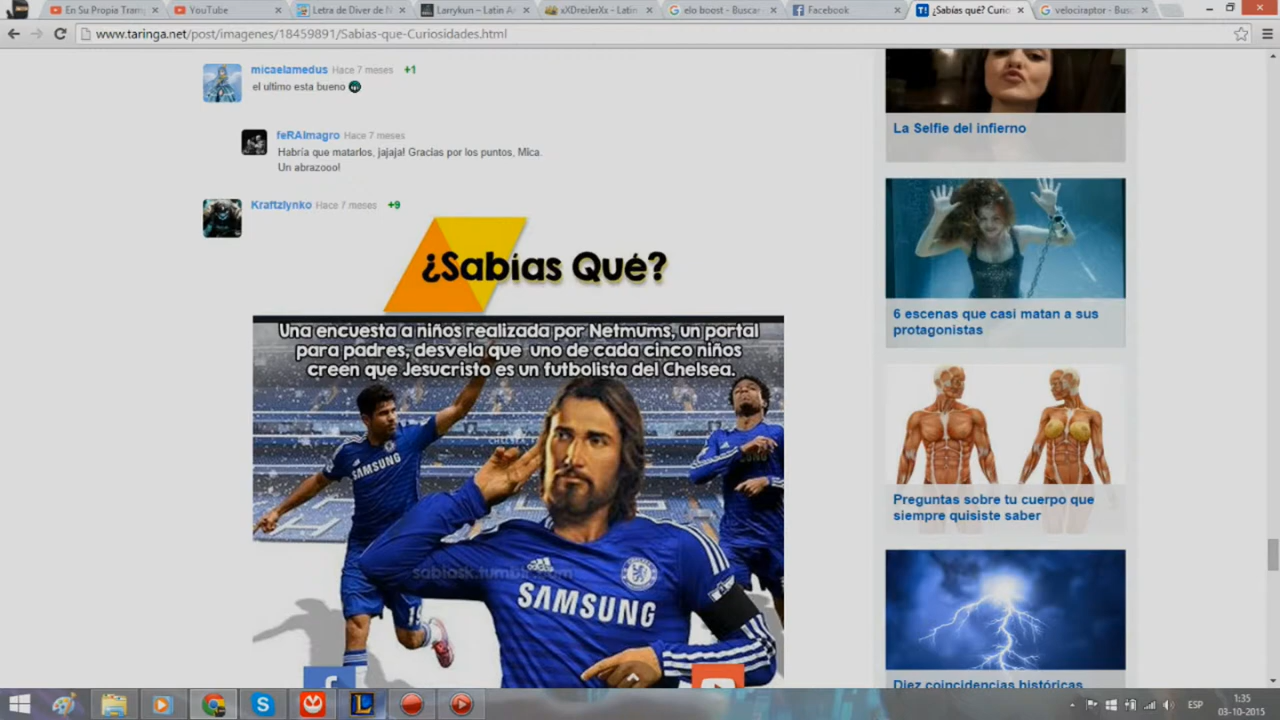 En Su Propia Tramp
YouTube
Letra de Diver de N
Larrykun – Latin A
xXDreiJerXx - Latin
elo boost - Buscar
Facebook
¿Sabías qué? Curio
velociraptor - Bus
www.taringa.net/post/imagenes/18459891/Sabias-que-Curiosidades.html
micaelamedus Hace 7 meses +1
el ultimo esta bueno
feRAlmagro Hace 7 meses
Habría que matarlos, jajaja! Gracias por los puntos, Mica.
Un abrazooo!
Kraftzlynko Hace 7 meses +9
¿Sabías Qué?
Una encuesta a niños realizada por Netmums, un portal
para padres, desvela que uno de cada cinco niños
creen que Jesucristo es un futbolista del Chelsea.
SAMSUNG
sabiask.tumblr.com
SAMSUNG
La Selfie del infierno
6 escenas que casi matan a sus
protagonistas
Preguntas sobre tu cuerpo que
siempre quisiste saber
Diez coincidencias históricas
ESP
1:35
03-10-2015